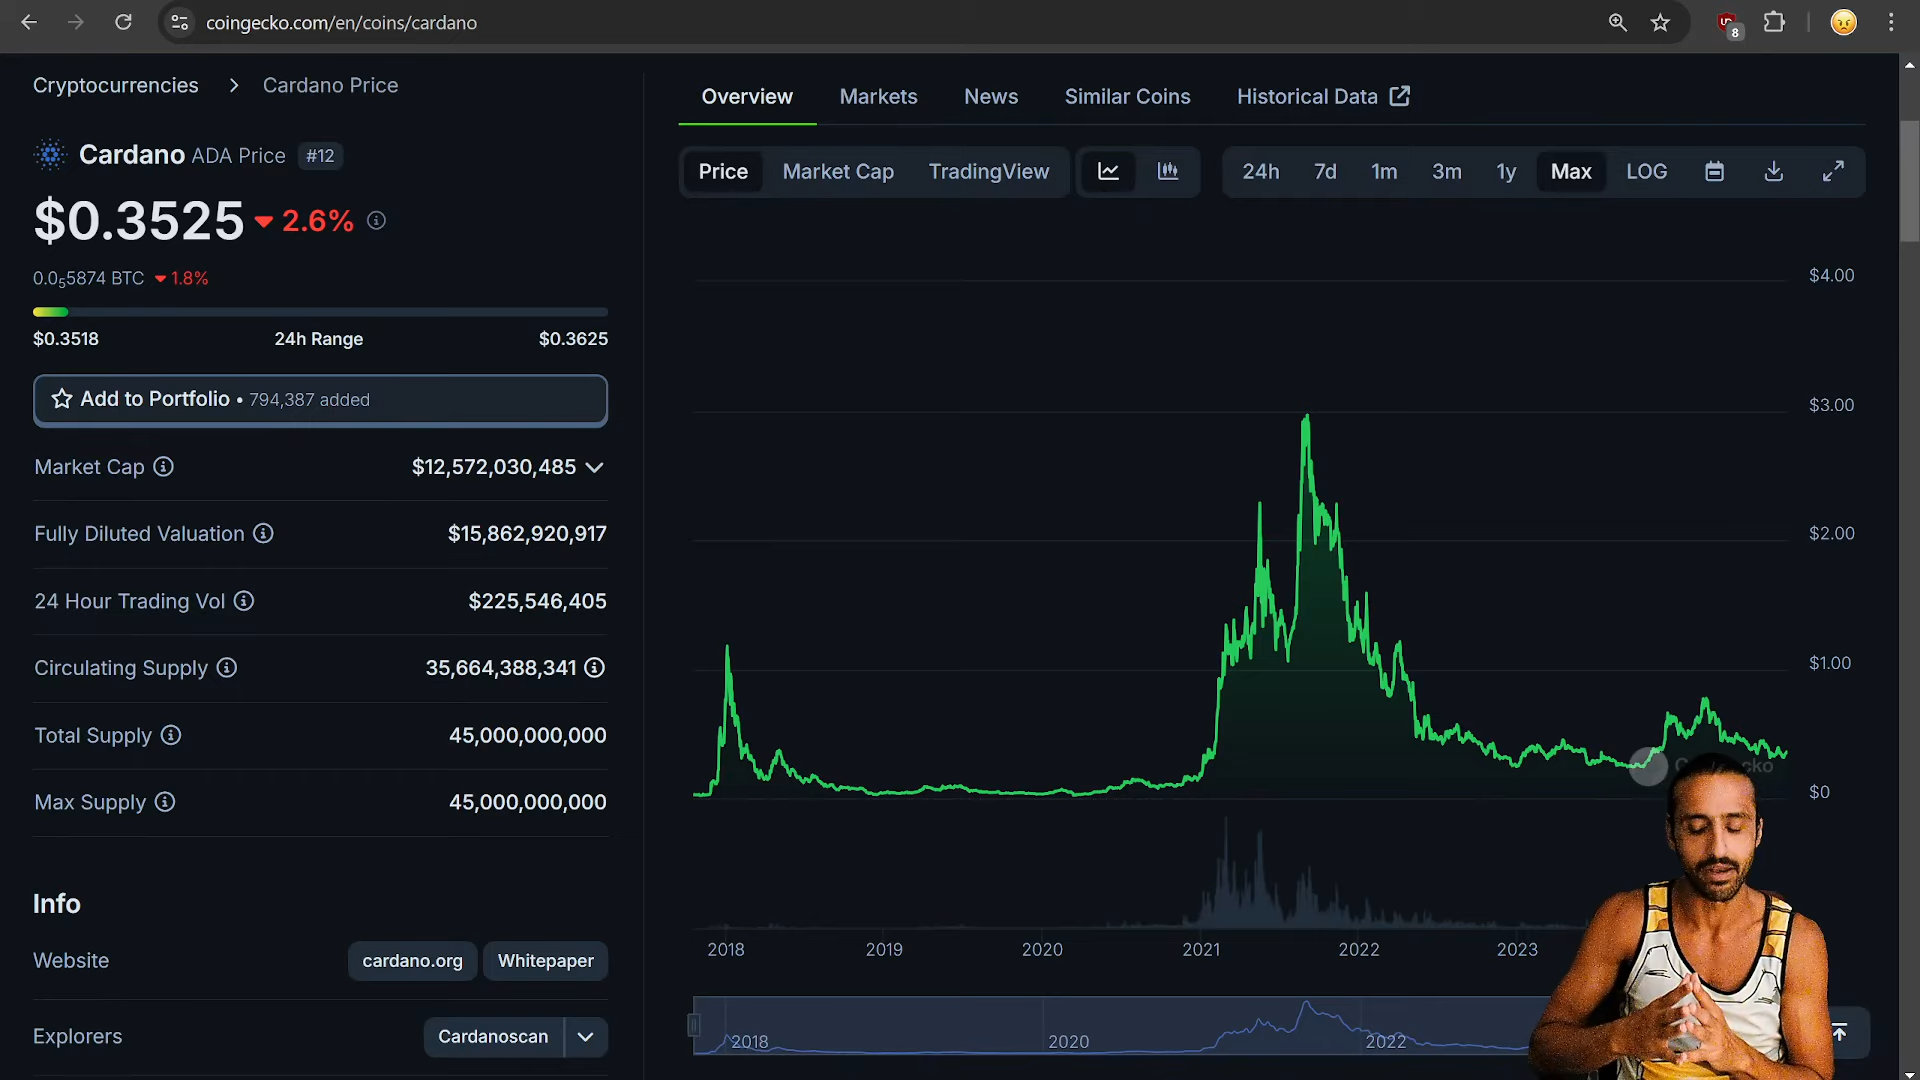 coingecko.com/en/coins/cardano
8
Cryptocurrencies > Cardano Price
Cardano ADA Price #12
$0.3525 2.6%
0.0₅5874 BTC 1.8%
$0.3518 24h Range $0.3625
Add to Portfolio • 794,387 added
Market Cap $12,572,030,485
Fully Diluted Valuation $15,862,920,917
24 Hour Trading Vol $225,546,405
Circulating Supply 35,664,388,341
Total Supply 45,000,000,000
Max Supply 45,000,000,000
Info
Website cardano.org Whitepaper
Explorers Cardanoscan
Overview Markets News Similar Coins Historical Data
Price Market Cap TradingView 24h 7d 1m 3m 1y Max LOG
$4.00
$3.00
$2.00
$1.00
$0
2018 2019 2020 2021 2022 2023
2018 2020 2022